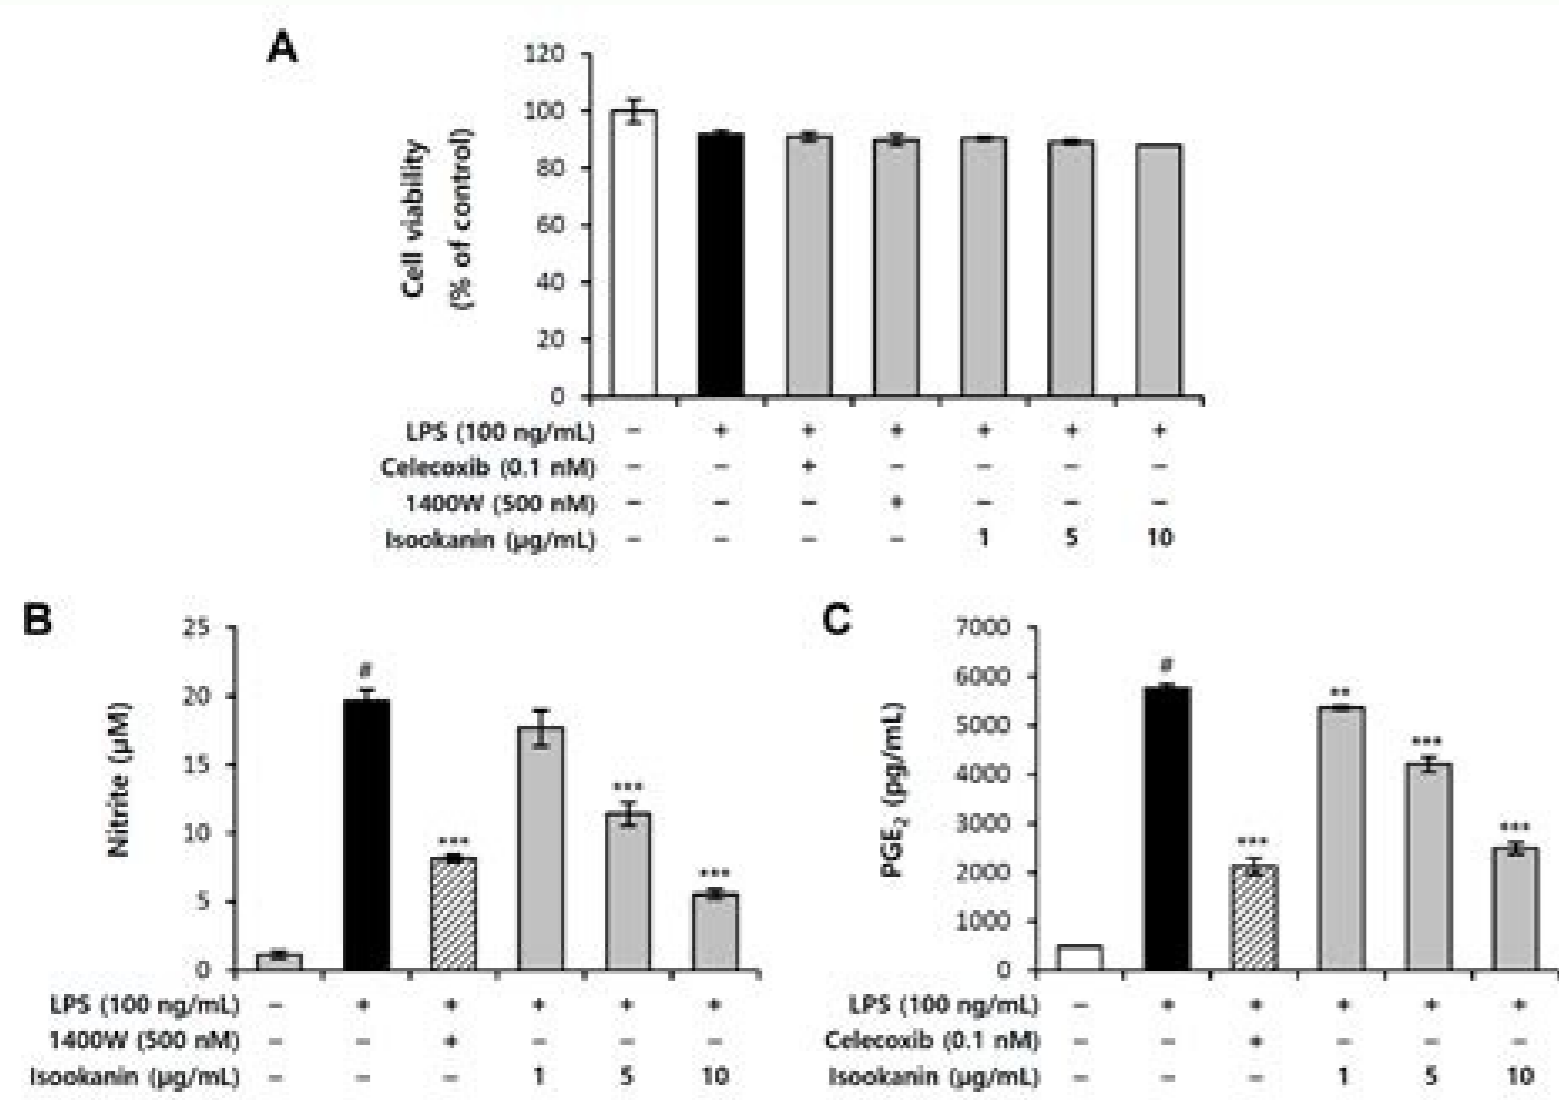 A
120
100
80
60
40
20
0
Cell viability
(% of control)
LPS (100 ng/mL) − + + + + + +
Celecoxib (0.1 nM) − − + − − − −
1400W (500 nM) − − − + − − −
Isookanin (µg/mL) − − − − 1 5 10
B
25
20
15
10
5
0
Nitrite (µM)
#
***
***
***
LPS (100 ng/mL) − + + + + +
1400W (500 nM) − − + − − −
Isookanin (µg/mL) − − − 1 5 10
C
7000
6000
5000
4000
3000
2000
1000
0
PGE₂ (pg/mL)
#
***
**
***
***
LPS (100 ng/mL) − + + + + +
Celecoxib (0.1 nM) − − + − − −
Isookanin (µg/mL) − − − 1 5 10